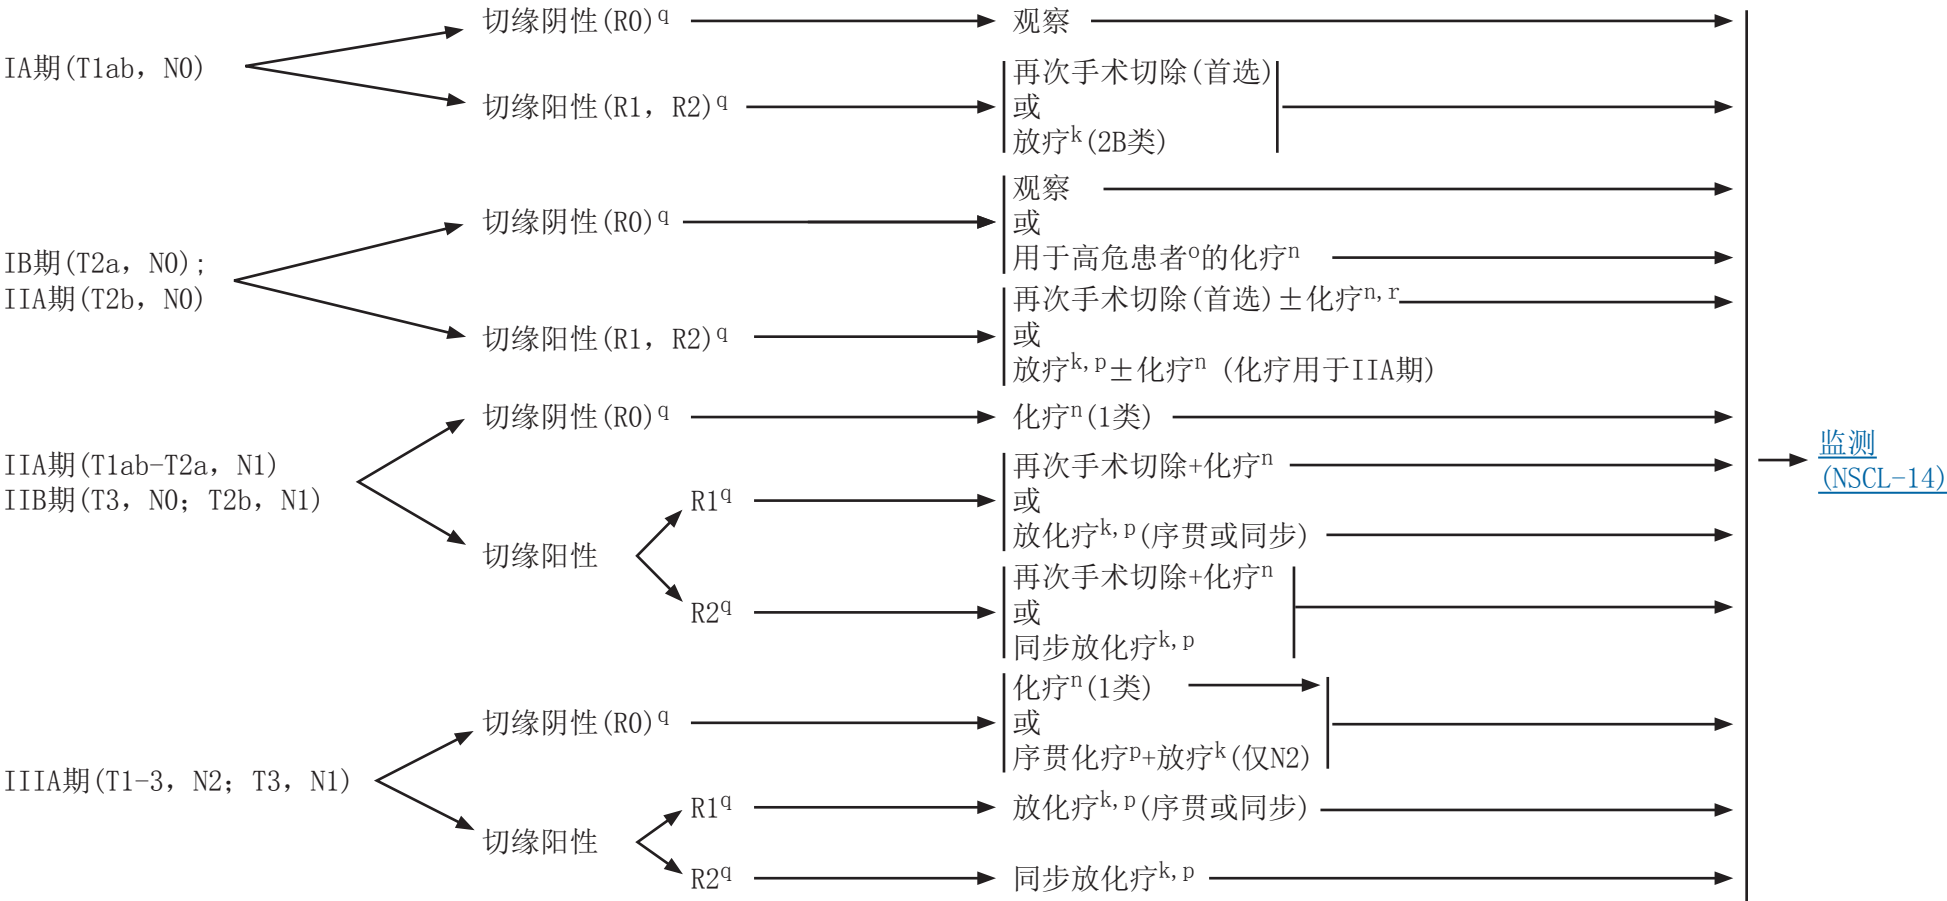 IA期(T1ab, N0)
切缘阴性(R0)q
观察
切缘阳性(R1, R2)q
再次手术切除(首选)
或
放疗k(2B类)
IB期(T2a, N0);
IIA期(T2b, N0)
切缘阴性(R0)q
观察
或
用于高危患者o的化疗n
切缘阳性(R1, R2)q
再次手术切除(首选)±化疗n,r
或
放疗k,p±化疗n (化疗用于IIA期)
IIA期(T1ab-T2a, N1)
IIB期(T3, N0; T2b, N1)
切缘阴性(R0)q
化疗n(1类)
切缘阳性
R1q
再次手术切除+化疗n
或
放化疗k,p(序贯或同步)
R2q
再次手术切除+化疗n
或
同步放化疗k,p
IIIA期(T1-3, N2; T3, N1)
切缘阴性(R0)q
化疗n(1类)
或
序贯化疗p+放疗k(仅N2)
切缘阳性
R1q
放化疗k,p(序贯或同步)
R2q
同步放化疗k,p
监测
(NSCL-14)